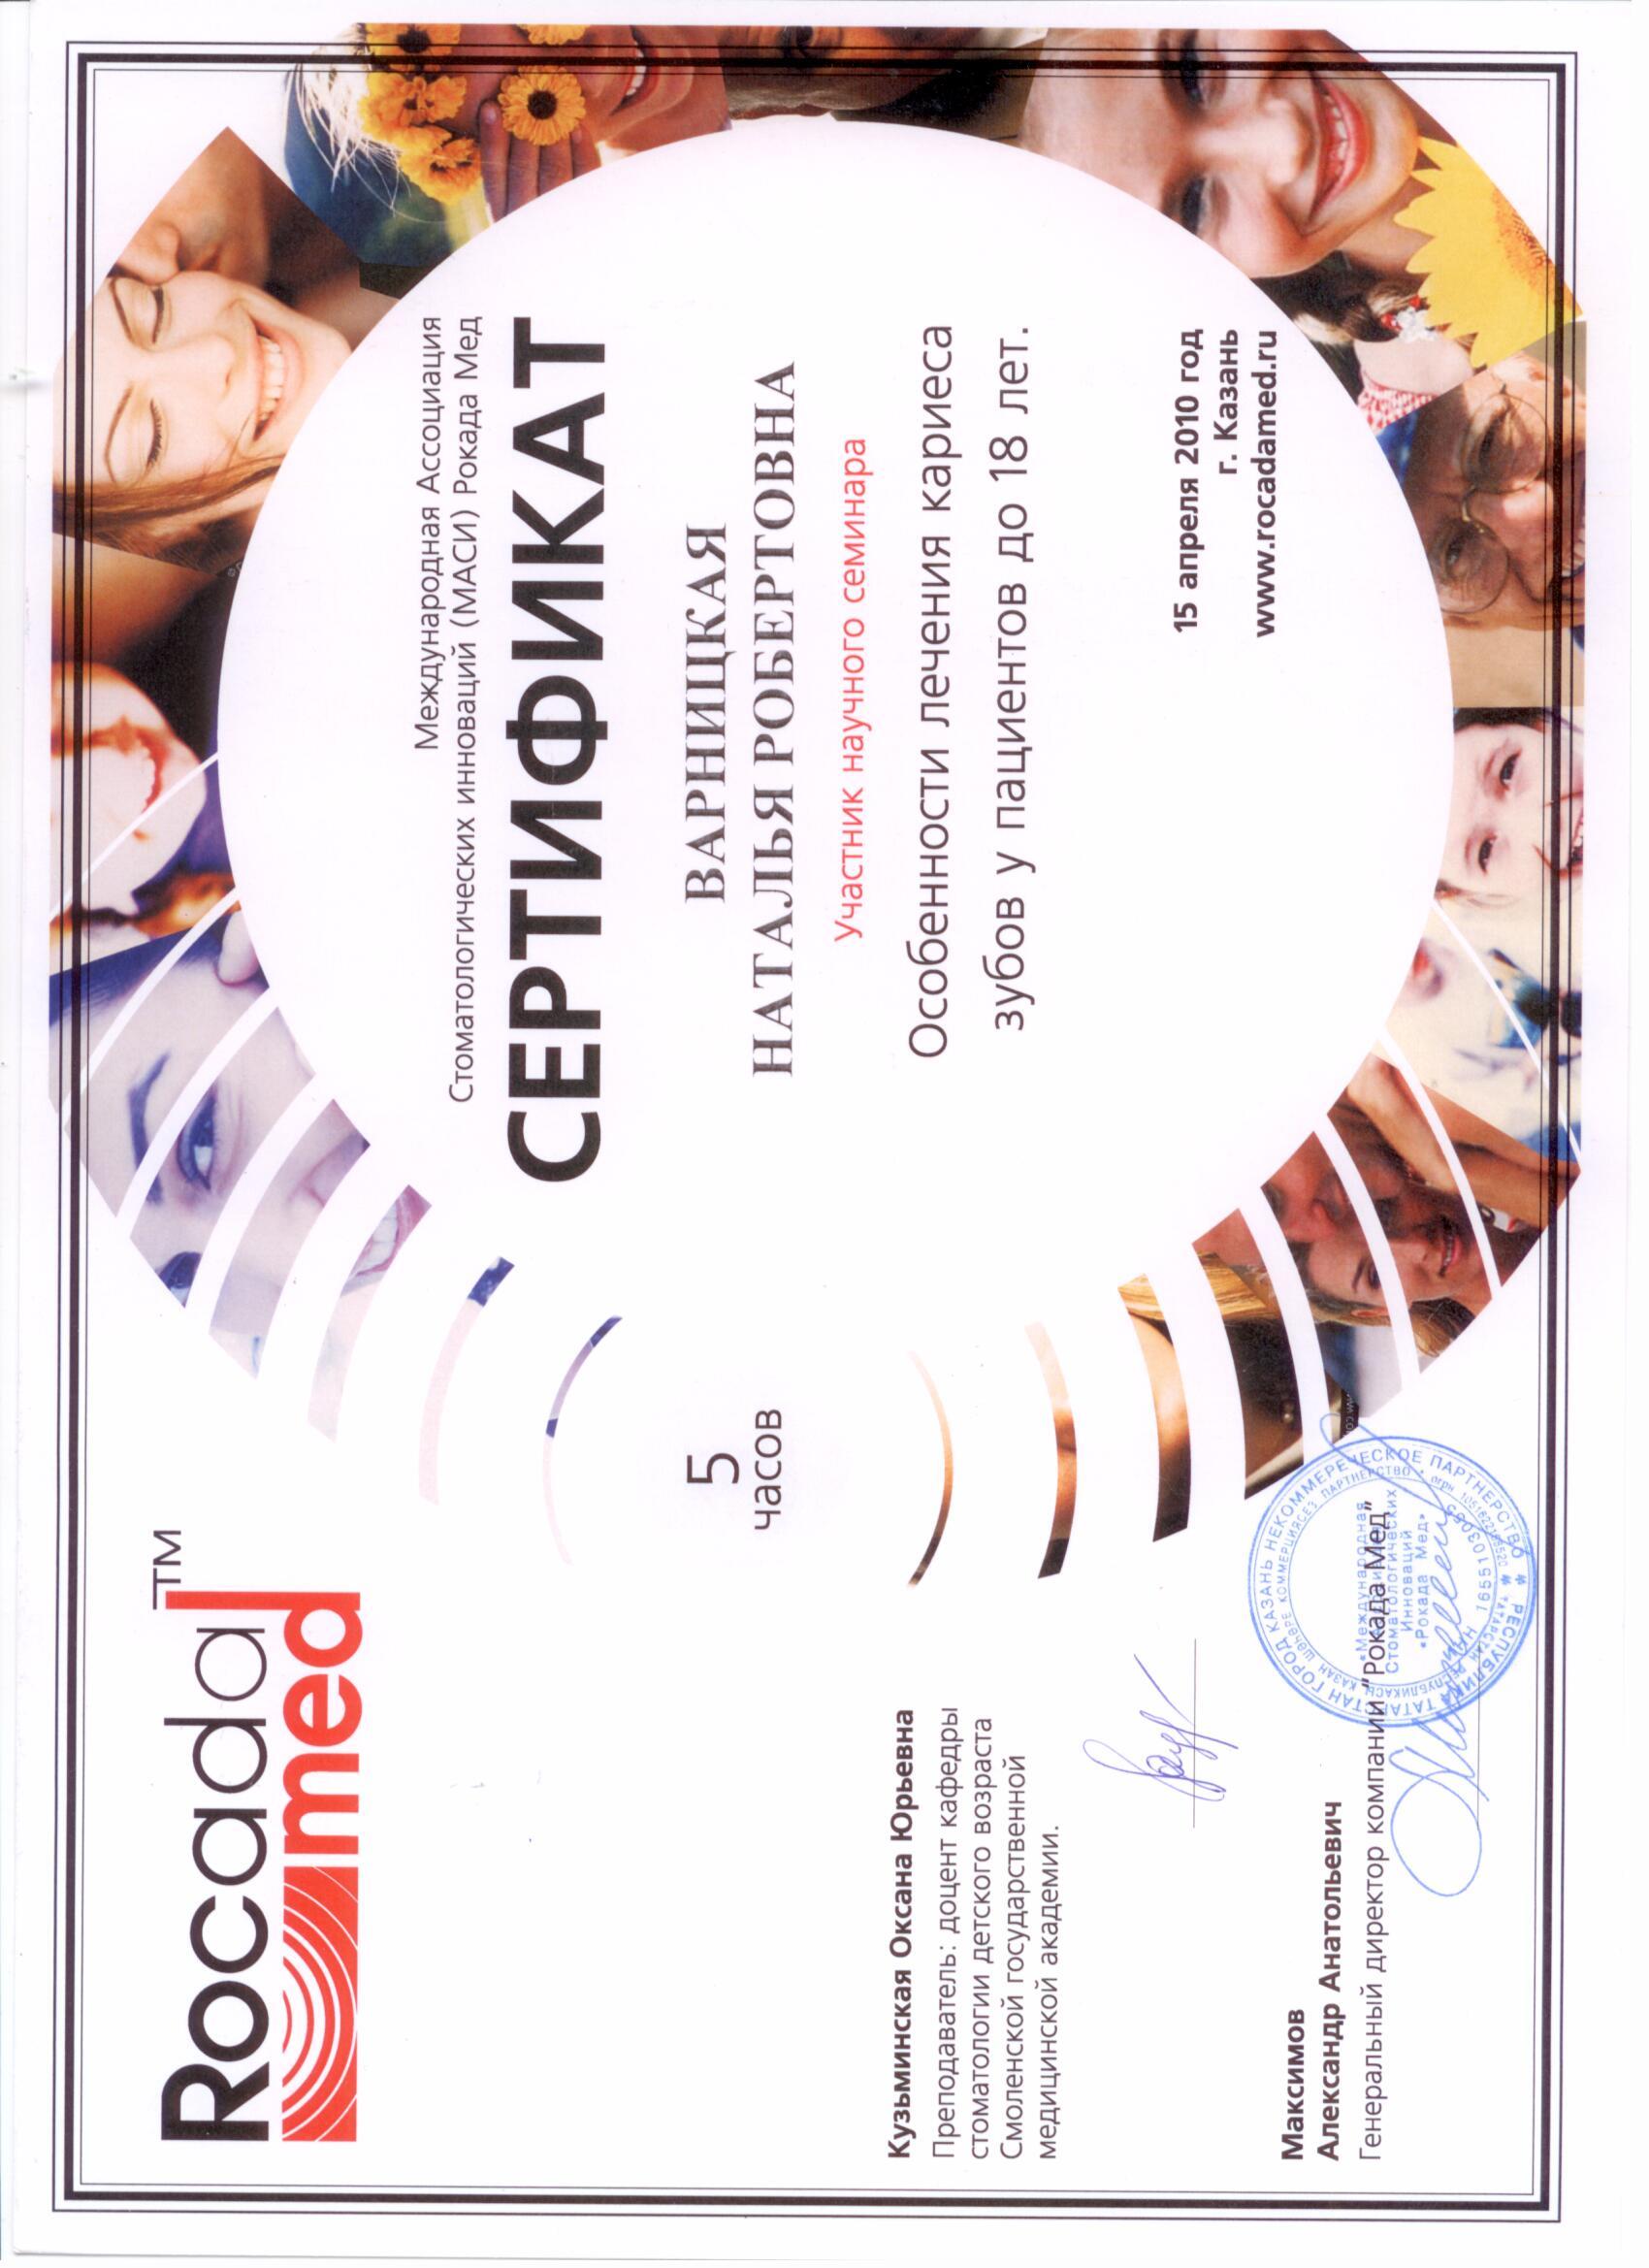 Rocada™
med
Международная Ассоциация
Стоматологических инноваций (МАСИ) Рокада Мед
СЕРТИФИКАТ
ВАРНИЦКАЯ
НАТАЛЬЯ РОБЕРТОВНА
Участник научного семинара
Особенности лечения кариеса
зубов у пациентов до 18 лет.
5
часов
15 апреля 2010 год
г. Казань
www.rocadamed.ru
Кузьминская Оксана Юрьевна
Преподаватель: доцент кафедры
стоматологии детского возраста
Смоленской государственной
медицинской академии.
Максимов
Александр Анатольевич
Генеральный директор компании "Рокада Мед"
РЕСПУБЛИКА ТАТАРСТАН ГОРОД КАЗАНЬ НЕКОММЕРЧЕСКОЕ ПАРТНЕРСТВО
«Международная
Стоматологических
Инноваций
«Рокада Мед»